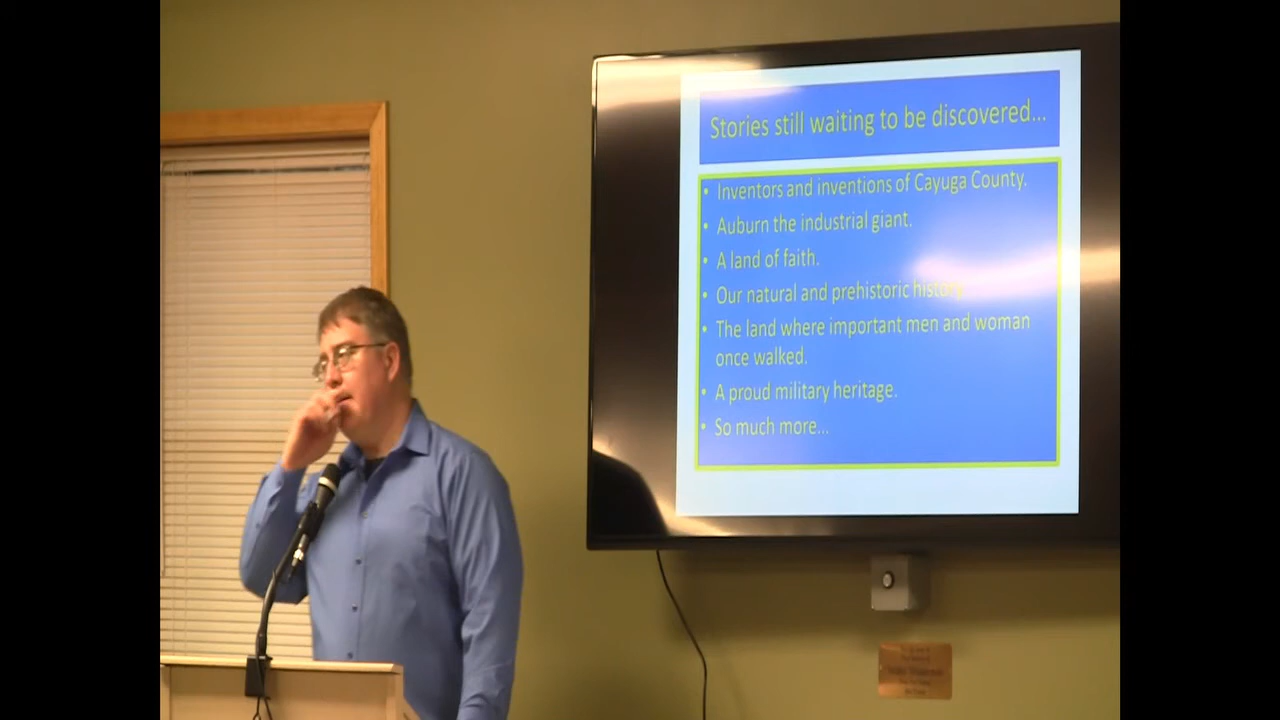 Stories still waiting to be discovered...
• Inventors and inventions of Cayuga County.
• Auburn the industrial giant.
• A land of faith.
• Our natural and prehistoric history
• The land where important men and woman
once walked.
• A proud military heritage.
• So much more...